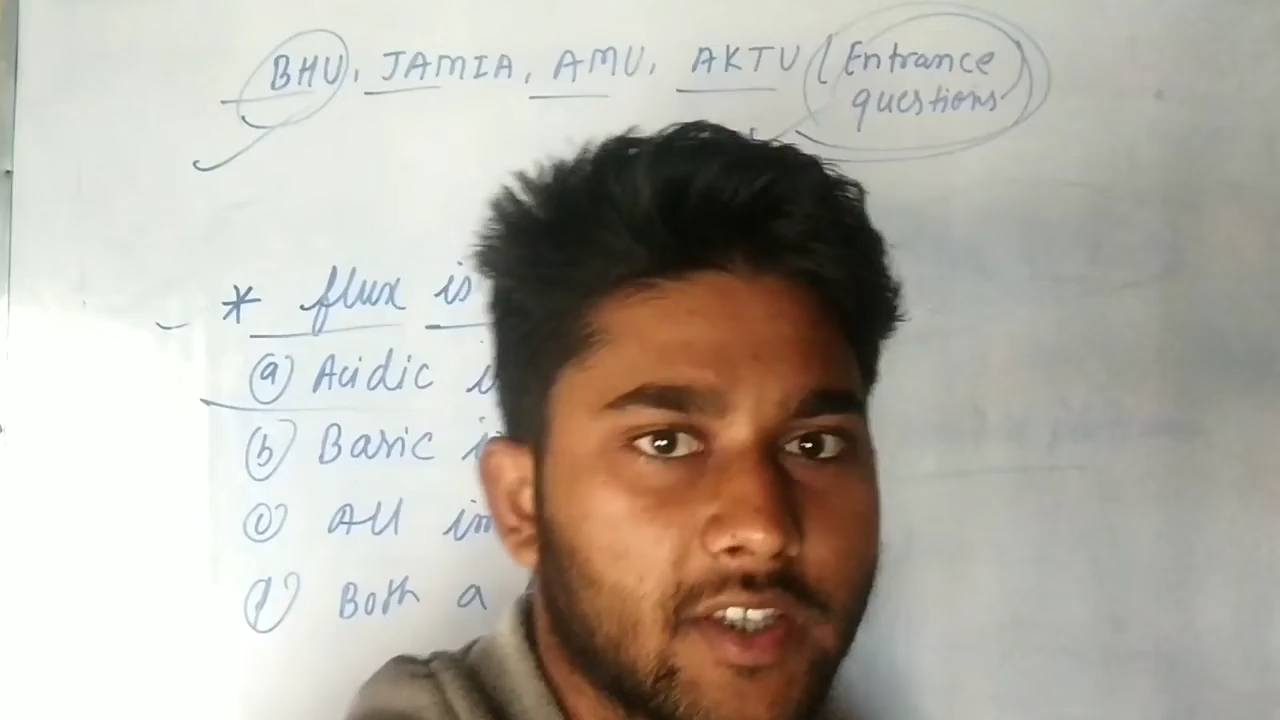 BHU, JAMIA, AMU, AKTU (Entrance
questions)
* flux is
(a) Acidic
(b) Basic
(c) All
(d) Both a